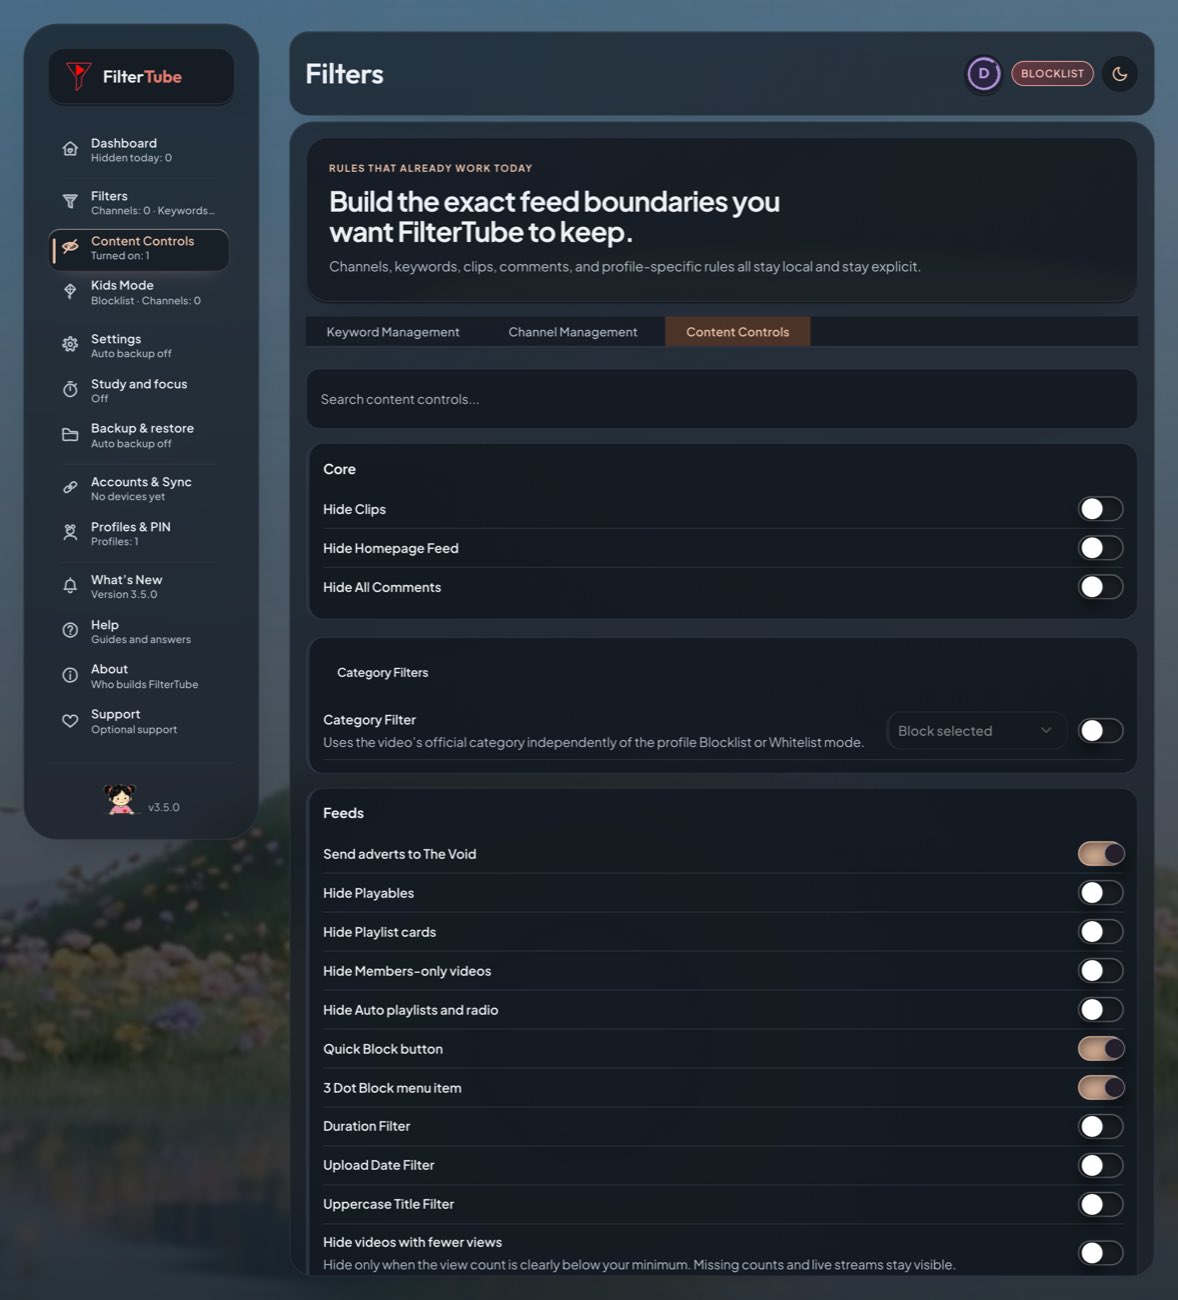 FilterTube
Dashboard
Hidden today: 0
Filters
Channels: 0 · Keywords...
Content Controls
Turned on: 1
Kids Mode
Blocklist · Channels: 0
Settings
Auto backup off
Study and focus
Off
Backup & restore
Auto backup off
Accounts & Sync
No devices yet
Profiles & PIN
Profiles: 1
What's New
Version 3.5.0
Help
Guides and answers
About
Who builds FilterTube
Support
Optional support
v3.5.0
Filters
D
BLOCKLIST
RULES THAT ALREADY WORK TODAY
Build the exact feed boundaries you
want FilterTube to keep.
Channels, keywords, clips, comments, and profile-specific rules all stay local and stay explicit.
Keyword Management
Channel Management
Content Controls
Search content controls...
Core
Hide Clips
Hide Homepage Feed
Hide All Comments
Category Filters
Category Filter
Uses the video's official category independently of the profile Blocklist or Whitelist mode.
Block selected
Feeds
Send adverts to The Void
Hide Playables
Hide Playlist cards
Hide Members-only videos
Hide Auto playlists and radio
Quick Block button
3 Dot Block menu item
Duration Filter
Upload Date Filter
Uppercase Title Filter
Hide videos with fewer views
Hide only when the view count is clearly below your minimum. Missing counts and live streams stay visible.